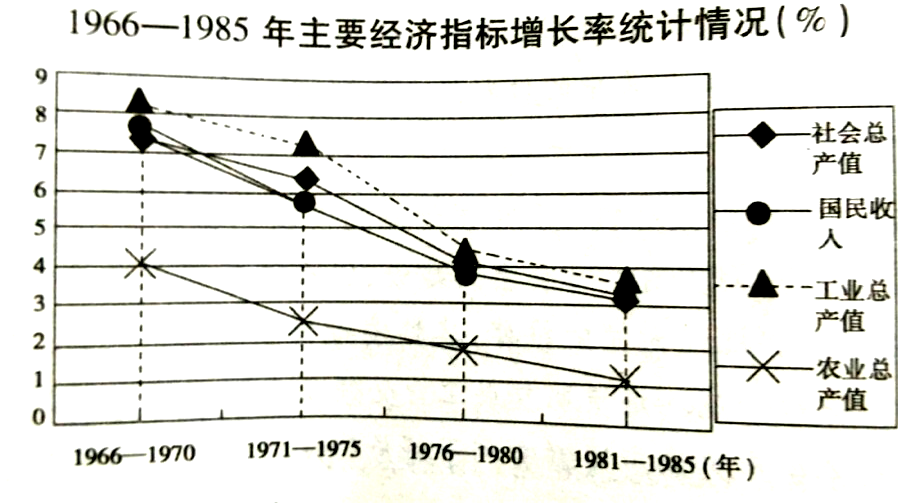 1966—1985 年主要经济指标增长率统计情况(%)
9
8
7
6
5
4
3
2
1
0
1966—1970
1971—1975
1976—1980
1981—1985(年)
社会总
产值
国民收
人
工业总
产值
农业总
产值